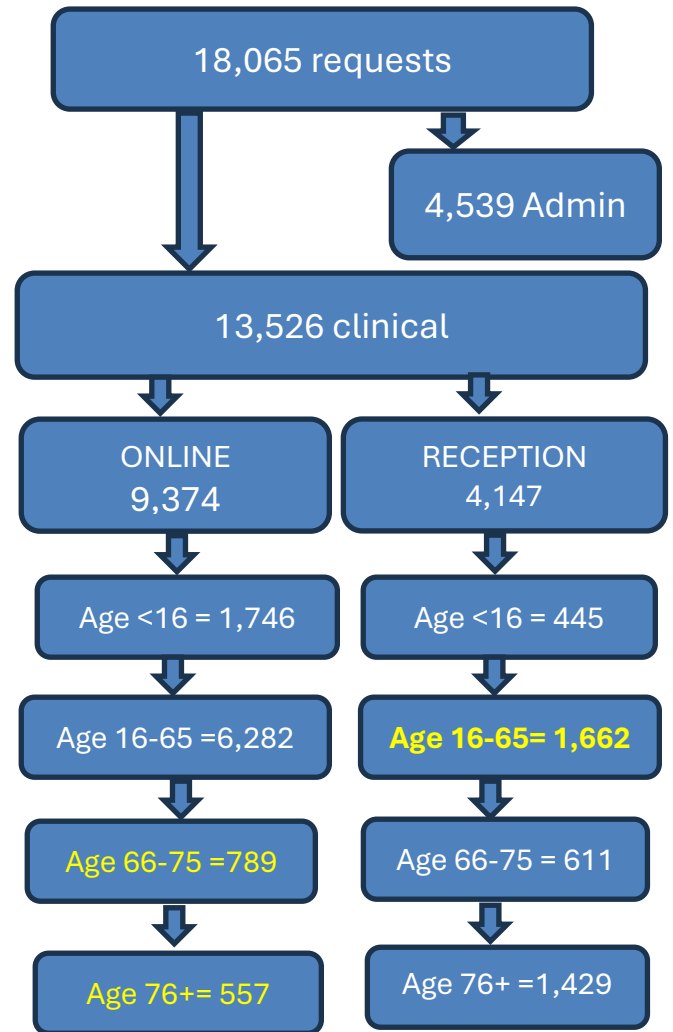 18,065 requests
4,539 Admin
13,526 clinical
ONLINE
9,374
RECEPTION
4,147
Age <16 = 1,746
Age <16 = 445
Age 16-65 =6,282
Age 16-65= 1,662
Age 66-75 =789
Age 66-75 = 611
Age 76+= 557
Age 76+ =1,429